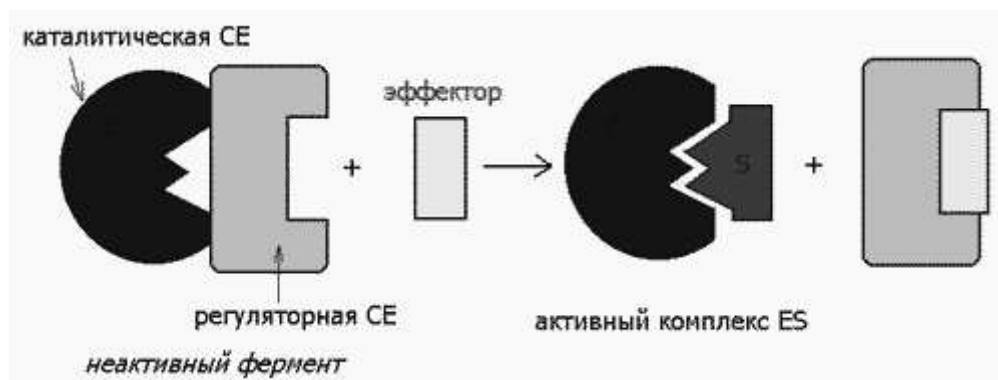 каталитическая СЕ
эффектор
+
S
+
регуляторная СЕ
активный комплекс ES
неактивный фермент